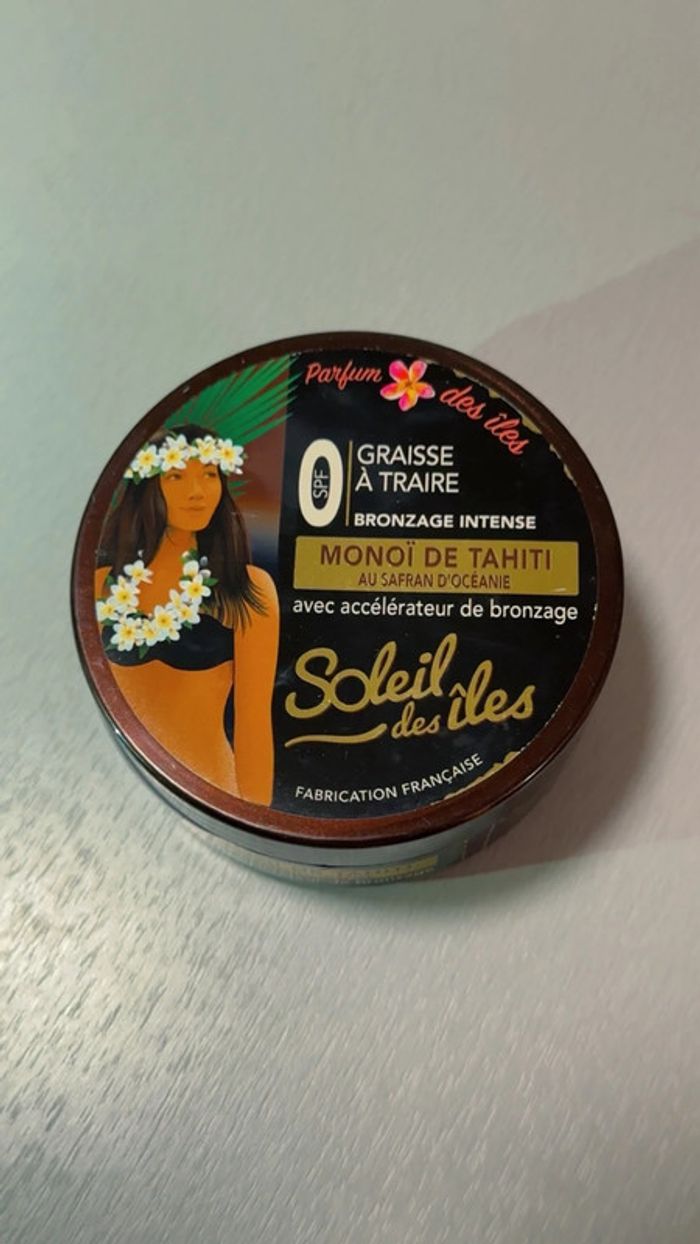 Parfum des îles
0
SPF
GRAISSE
À TRAIRE
BRONZAGE INTENSE
MONOÏ DE TAHITI
AU SAFRAN D'OCÉANIE
avec accélérateur de bronzage
Soleil
des îles
FABRICATION FRANÇAISE